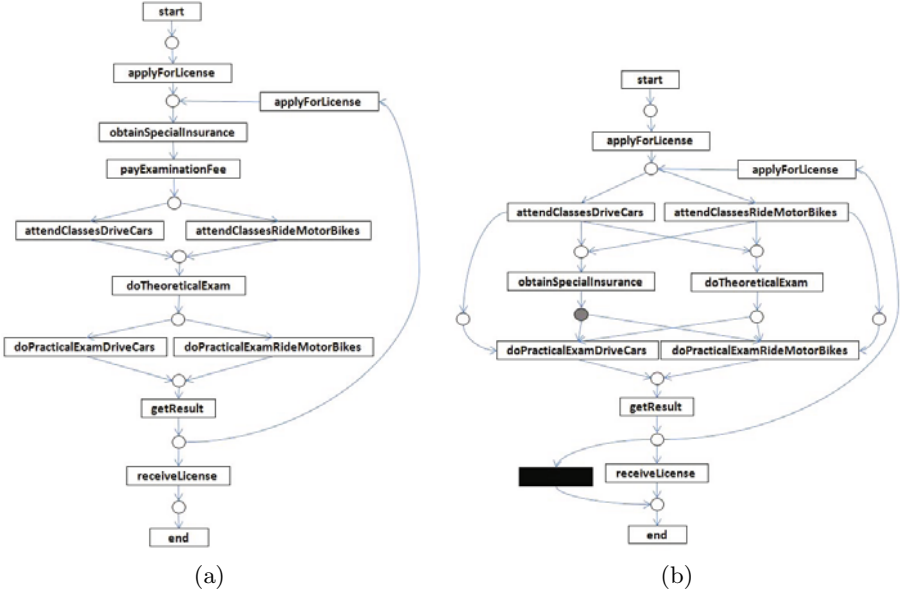 start
applyForLicense
applyForLicense
obtainSpecialInsurance
payExaminationFee
attendClassesDriveCars
attendClassesRideMotorBikes
doTheoreticalExam
doPracticalExamDriveCars
doPracticalExamRideMotorBikes
getResult
receiveLicense
end
(a)
start
applyForLicense
applyForLicense
attendClassesDriveCars
attendClassesRideMotorBikes
obtainSpecialInsurance
doTheoreticalExam
doPracticalExamDriveCars
doPracticalExamRideMotorBikes
getResult
receiveLicense
end
(b)